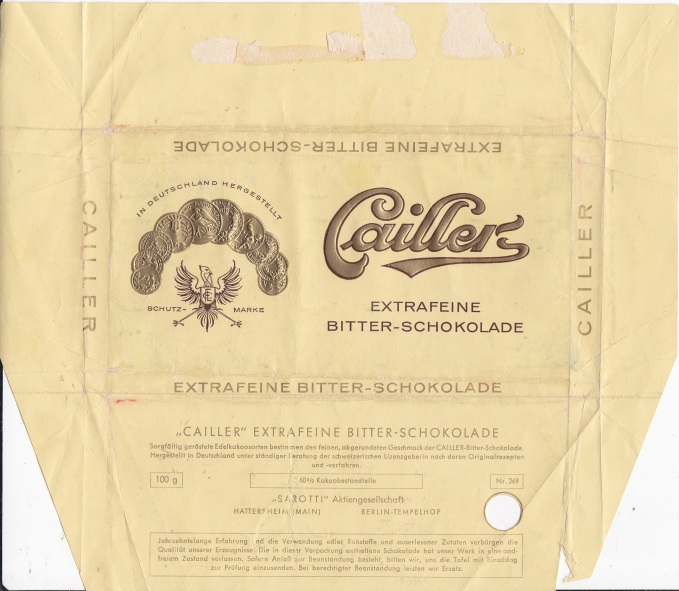 EXTRAFEINE BITTER-SCHOKOLADE
IN DEUTSCHLAND HERGESTELLT
SCHUTZ- MARKE
Cailler
EXTRAFEINE
BITTER-SCHOKOLADE
CAILLER
CAILLER
EXTRAFEINE BITTER-SCHOKOLADE
„CAILLER" EXTRAFEINE BITTER-SCHOKOLADE
Sorgfältig geröstete Edelkakaosorten bestimmen den feinen, abgerundeten Geschmack der CAILLER-Bitter-Schokolade.
Hergestellt in Deutschland unter ständiger Beratung der schweizerischen Lizenzgeberin nach deren Originalrezepten
und -verfahren.
100 g
60% Kakaobestandteile
Nr. 269
„SAROTTI" Aktiengesellschaft
HATTERSHEIM (MAIN) BERLIN-TEMPELHOF
Jahrzehntelange Erfahrung und die Verwendung edler Rohstoffe und auserlesener Zutaten verbürgen die
Qualität unserer Erzeugnisse. Die in dieser Verpackung enthaltene Schokolade hat unser Werk in einwand-
freiem Zustand verlassen. Sofern Anlaß zur Beanstandung besteht, bitten wir, uns die Tafel mit Einschlag
zur Prüfung einzusenden. Bei berechtigter Beanstandung leisten wir Ersatz.